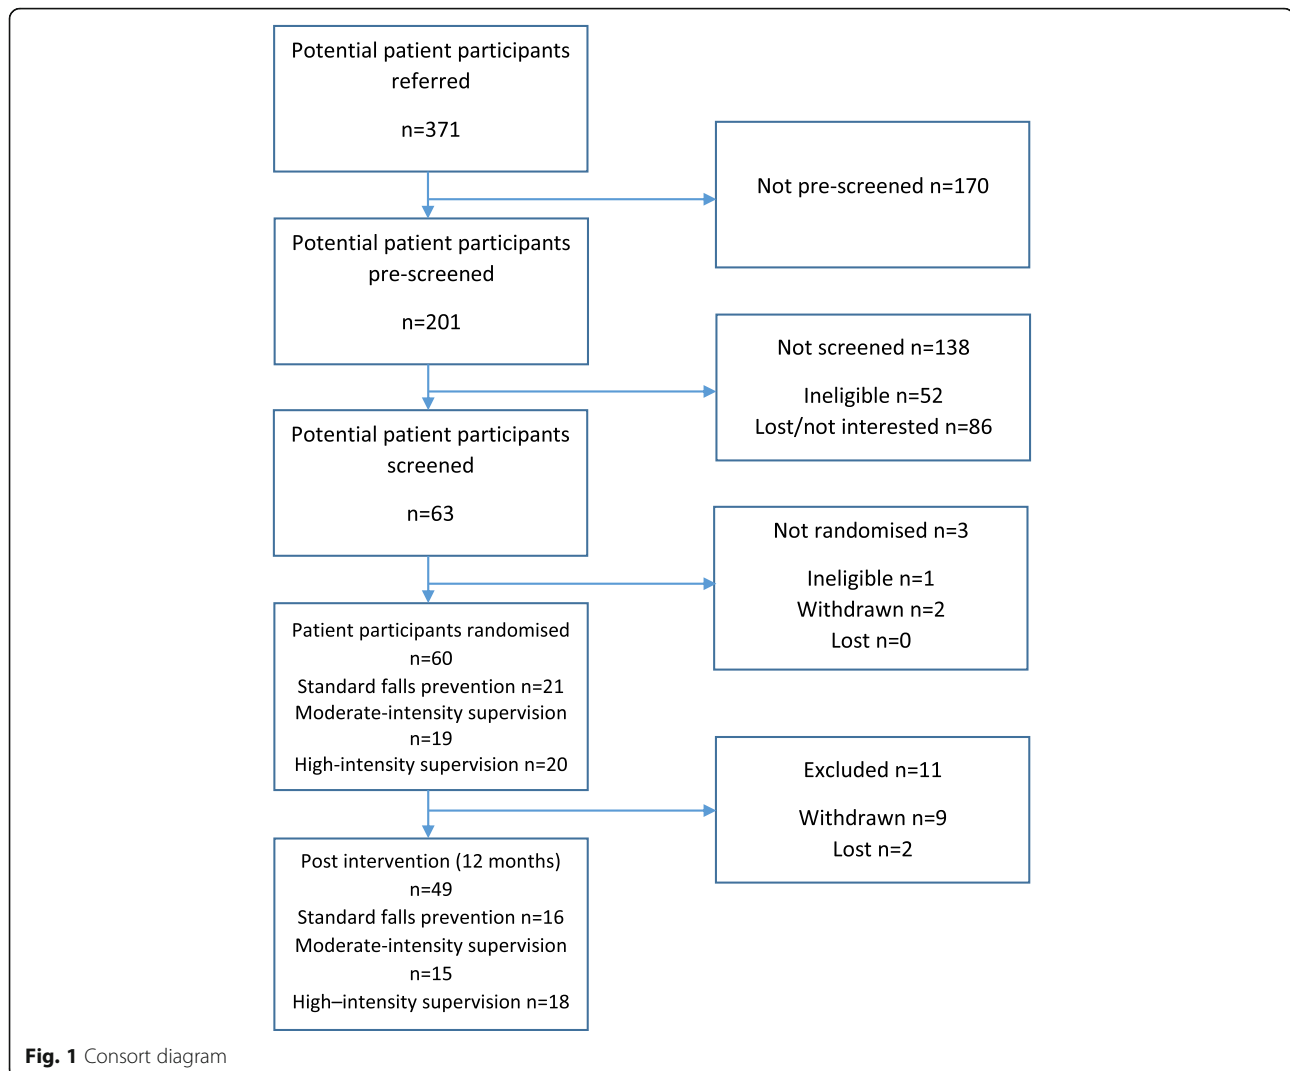 Potential patient participants
referred
n=371
Not pre-screened n=170
Potential patient participants
pre-screened
n=201
Not screened n=138
Ineligible n=52
Lost/not interested n=86
Potential patient participants
screened
n=63
Not randomised n=3
Ineligible n=1
Withdrawn n=2
Lost n=0
Patient participants randomised
n=60
Standard falls prevention n=21
Moderate-intensity supervision
n=19
High-intensity supervision n=20
Excluded n=11
Withdrawn n=9
Lost n=2
Post intervention (12 months)
n=49
Standard falls prevention n=16
Moderate-intensity supervision
n=15
High–intensity supervision n=18
Fig. 1 Consort diagram